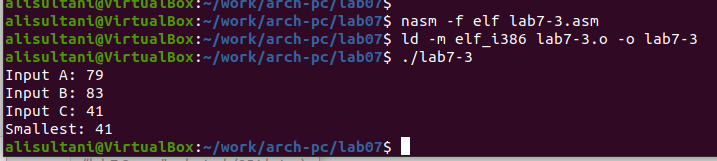 alisultani@VirtualBox:~/work/arch-pc/lab07$
alisultani@VirtualBox:~/work/arch-pc/lab07$ nasm -f elf lab7-3.asm
alisultani@VirtualBox:~/work/arch-pc/lab07$ ld -m elf_i386 lab7-3.o -o lab7-3
alisultani@VirtualBox:~/work/arch-pc/lab07$ ./lab7-3
Input A: 79
Input B: 83
Input C: 41
Smallest: 41
alisultani@VirtualBox:~/work/arch-pc/lab07$